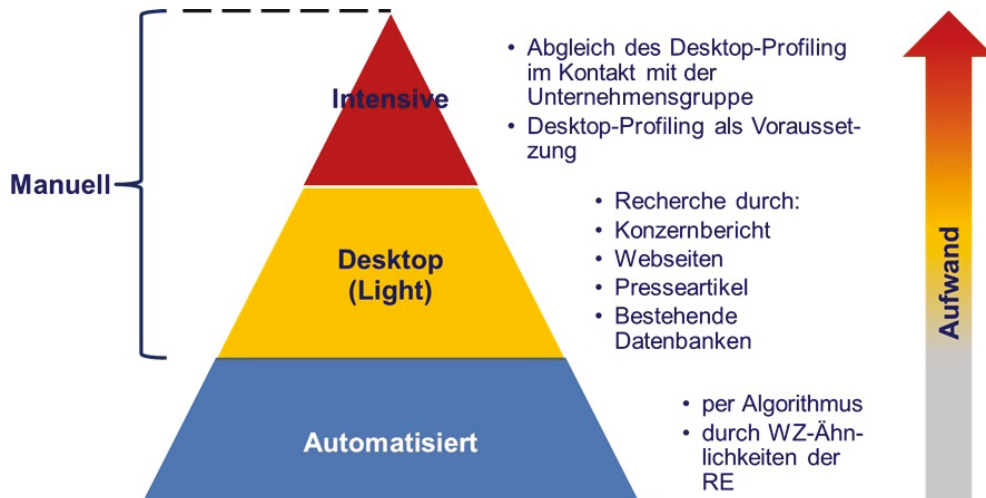 • Abgleich des Desktop-Profiling
im Kontakt mit der
Unternehmensgruppe
• Desktop-Profiling als Vorausset-
zung
Intensive
Manuell
• Recherche durch:
• Konzernbericht
• Webseiten
• Presseartikel
• Bestehende
Datenbanken
Desktop
(Light)
Aufwand
Automatisiert
• per Algorithmus
• durch WZ-Ähn-
lichkeiten der
RE